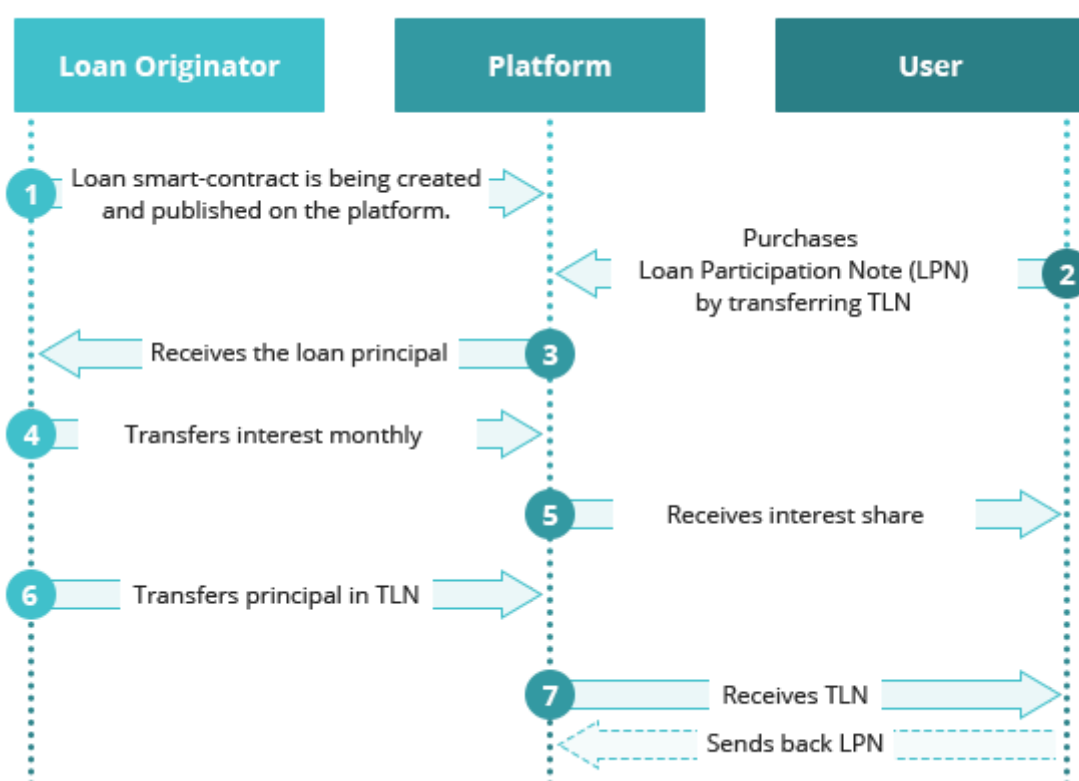 Loan Originator
Platform
User
1
Loan smart-contract is being created
and published on the platform.
Purchases
Loan Participation Note (LPN)
by transferring TLN
2
Receives the loan principal
3
4
Transfers interest monthly
5
Receives interest share
6
Transfers principal in TLN
7
Receives TLN
Sends back LPN